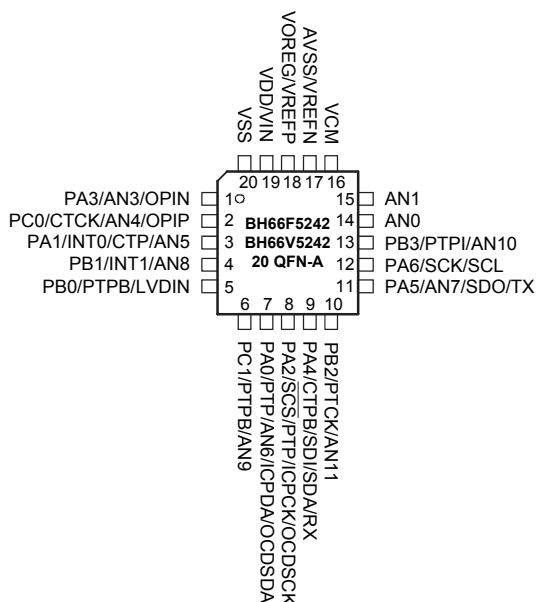 VSS
VDD/VIN
VOREG/VREFP
AVSS/VREFN
VCM
20 19 18 17 16
PA3/AN3/OPIN 1
PC0/CTCK/AN4/OPIP 2
PA1/INT0/CTP/AN5 3
PB1/INT1/AN8 4
PB0/PTPB/LVDIN 5
BH66F5242
BH66V5242
20 QFN-A
15 AN1
14 AN0
13 PB3/PTPI/AN10
12 PA6/SCK/SCL
11 PA5/AN7/SDO/TX
6 7 8 9 10
PC1/PTPB/AN9
PA0/PTP/AN6/ICPDA/OCDSDA
PA2/SCS/PTP/ICPCK/OCDSCK
PA4/CTPB/SDI/SDA/RX
PB2/PTCK/AN11